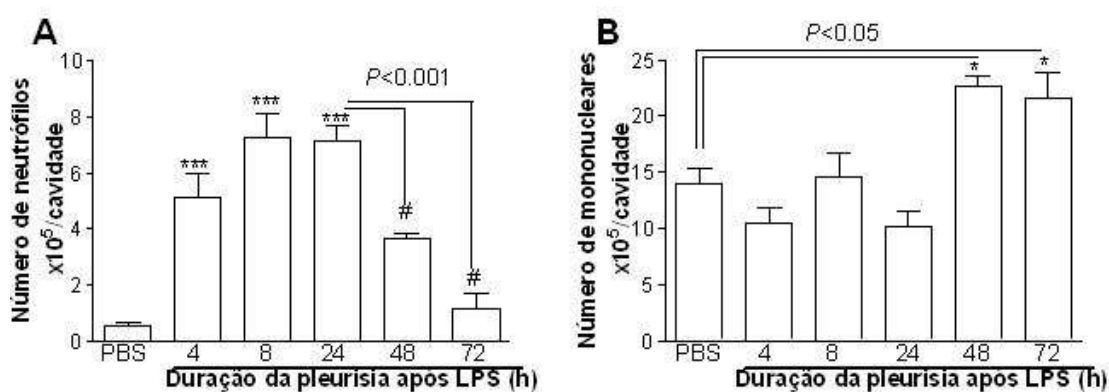 A
Número de neutrófilos
x10⁵/cavidade
10
8
6
4
2
0
***
***
***
P<0.001
#
#
PBS 4 8 24 48 72
Duração da pleurisia após LPS (h)
B
Número de mononucleares
x10⁵/cavidade
25
20
15
10
5
0
P<0.05
*
*
PBS 4 8 24 48 72
Duração da pleurisia após LPS (h)